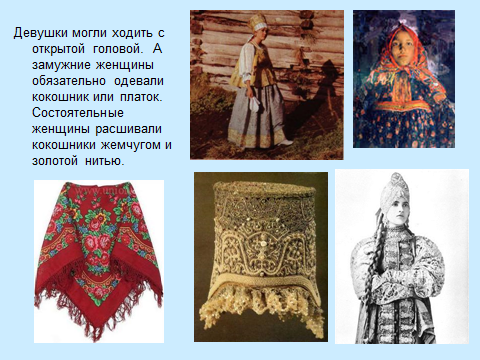 Девушки могли ходить с
открытой головой. А
замужние женщины
обязательно одевали
кокошник или платок.
Состоятельные
женщины расшивали
кокошники жемчугом и
золотой нитью.